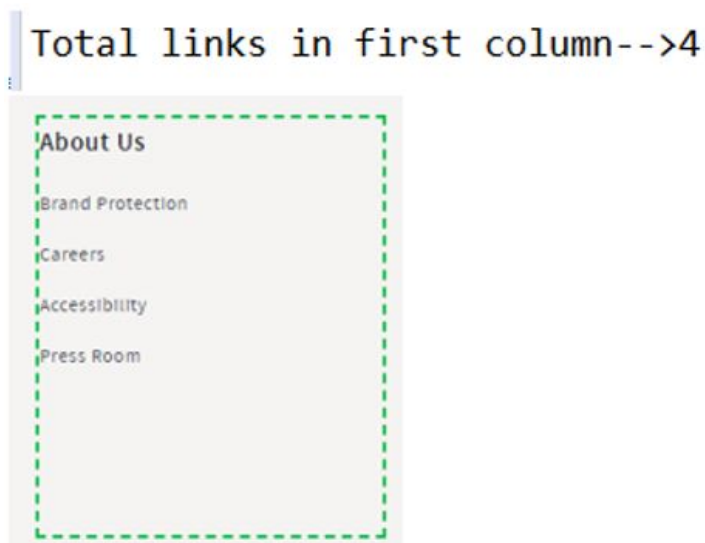 Total links in first column-->4
About Us
Brand Protection
Careers
Accessibility
Press Room